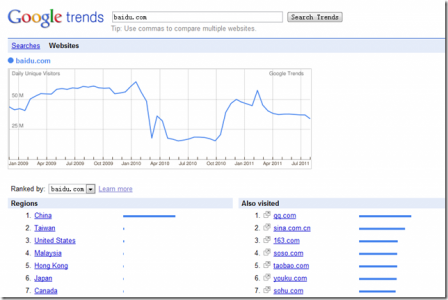 Google trends
baidu.com
Search Trends
Tip: Use commas to compare multiple websites.
Searches Websites
baidu.com
Daily Unique Visitors Google Trends
50 M
25 M
Jan 2009 Apr 2009 Jul 2009 Oct 2009 Jan 2010 Apr 2010 Jul 2010 Oct 2010 Jan 2011 Apr 2011 Jul 2011
Ranked by: baidu.com Learn more
Regions Also visited
1. China 1. qq.com
2. Taiwan 2. sina.com.cn
3. United States 3. 163.com
4. Malaysia 4. soso.com
5. Hong Kong 5. taobao.com
6. Japan 6. youku.com
7. Canada 7. sohu.com